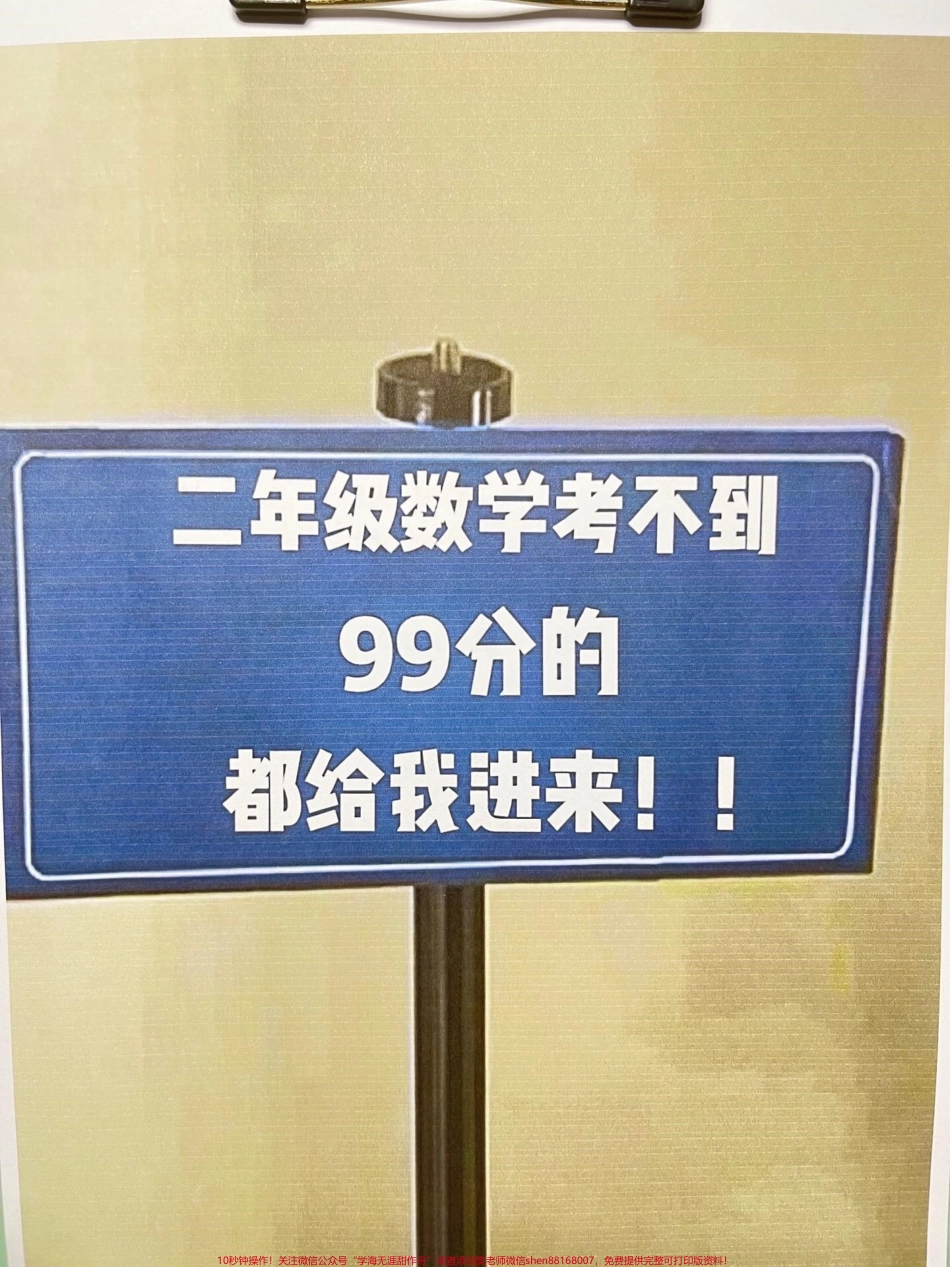 二年级数学考不到
99分的
都给我进来！！
10秒钟操作！关注微信公众号“学海无涯甜作舟” 老师微信shen88168007，免费提供完整可打印版资料！